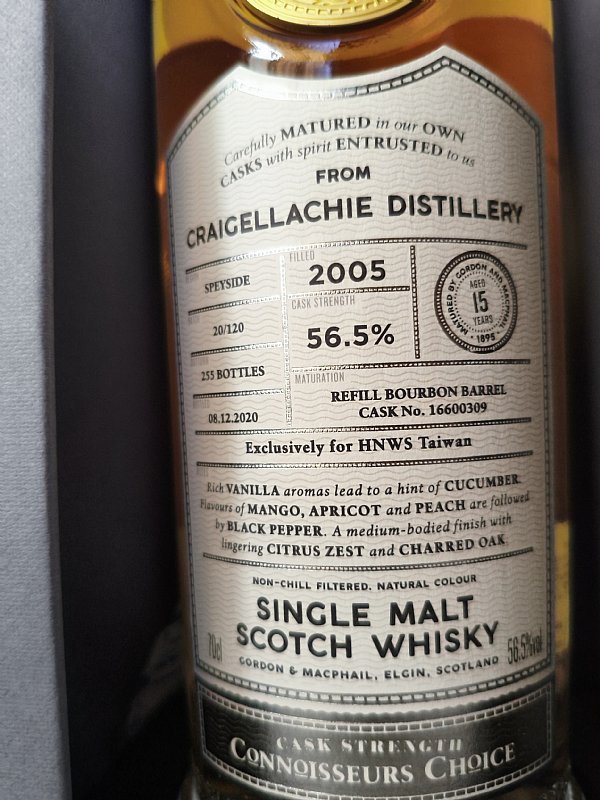 Carefully MATURED in our OWN
CASKS with spirit ENTRUSTED to us
FROM
CRAIGELLACHIE DISTILLERY
SPEYSIDE
20/120
255 BOTTLES
08.12.2020
FILLED
2005
CASK STRENGTH
56.5%
MATURED BY GORDON AND MACPHAIL
AGED
15
YEARS
· 1895 ·
MATURATION
REFILL BOURBON BARREL
CASK No. 16600309
Exclusively for HNWS Taiwan
Rich VANILLA aromas lead to a hint of CUCUMBER.
Flavours of MANGO, APRICOT and PEACH are followed
by BLACK PEPPER. A medium-bodied finish with
lingering CITRUS ZEST and CHARRED OAK
NON-CHILL FILTERED. NATURAL COLOUR
SINGLE MALT
SCOTCH WHISKY
70cl
56.5%vol
GORDON & MACPHAIL, ELGIN, SCOTLAND
CASK STRENGTH
CONNOISSEURS CHOICE